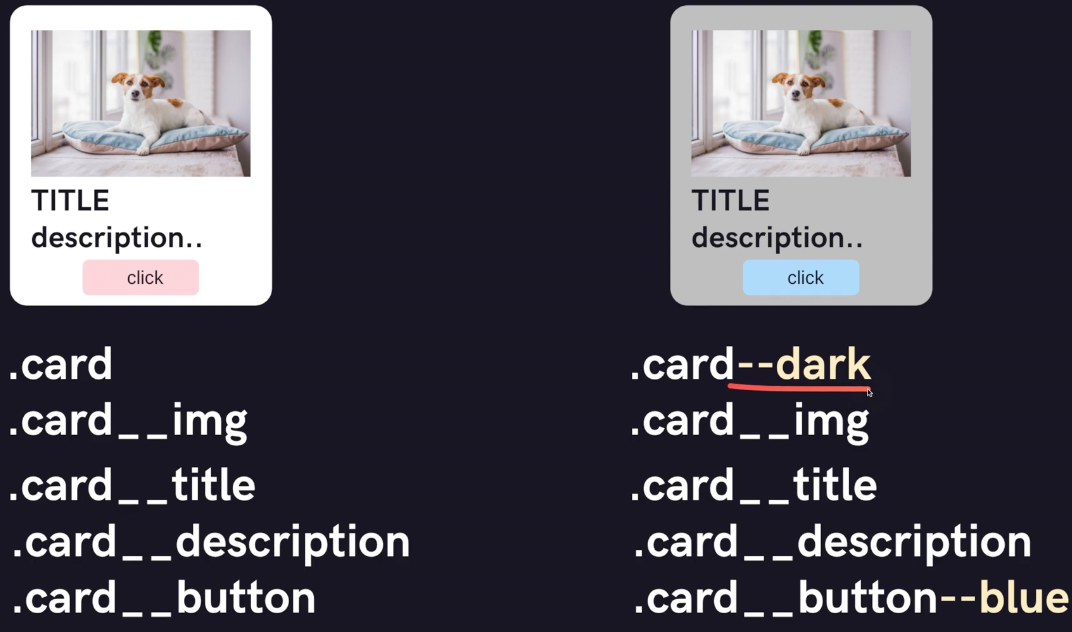 TITLE
description..
click
.card
.card__img
.card__title
.card__description
.card__button
TITLE
description..
click
.card--dark
.card__img
.card__title
.card__description
.card__button--blue